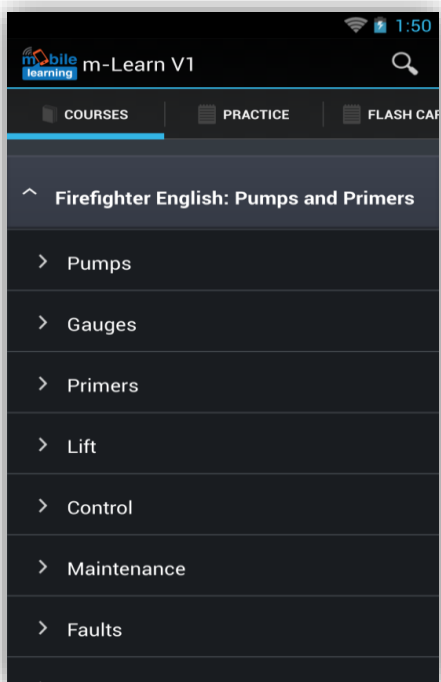 1:50
mobile
learning
m-Learn V1
COURSES PRACTICE FLASH CAR
Firefighter English: Pumps and Primers
Pumps
Gauges
Primers
Lift
Control
Maintenance
Faults